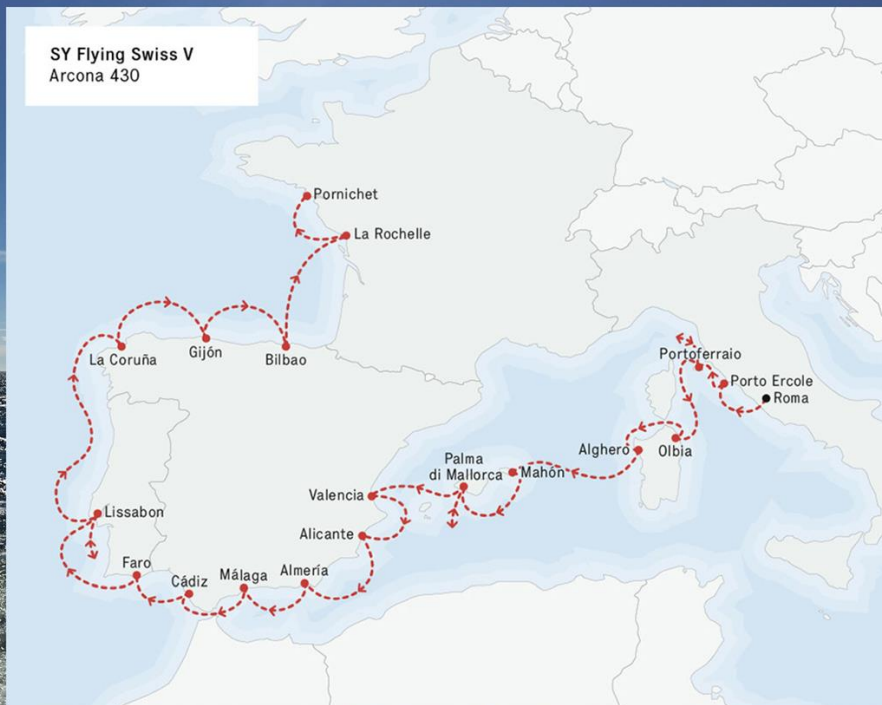 SY Flying Swiss V
Arcona 430
Pornichet
La Rochelle
La Coruña
Gijón
Bilbao
Portoferraio
Porto Ercole
Roma
Alghero
Olbia
Palma
di Mallorca
Mahón
Valencia
Alicante
Lissabon
Faro
Cádiz
Málaga
Almería